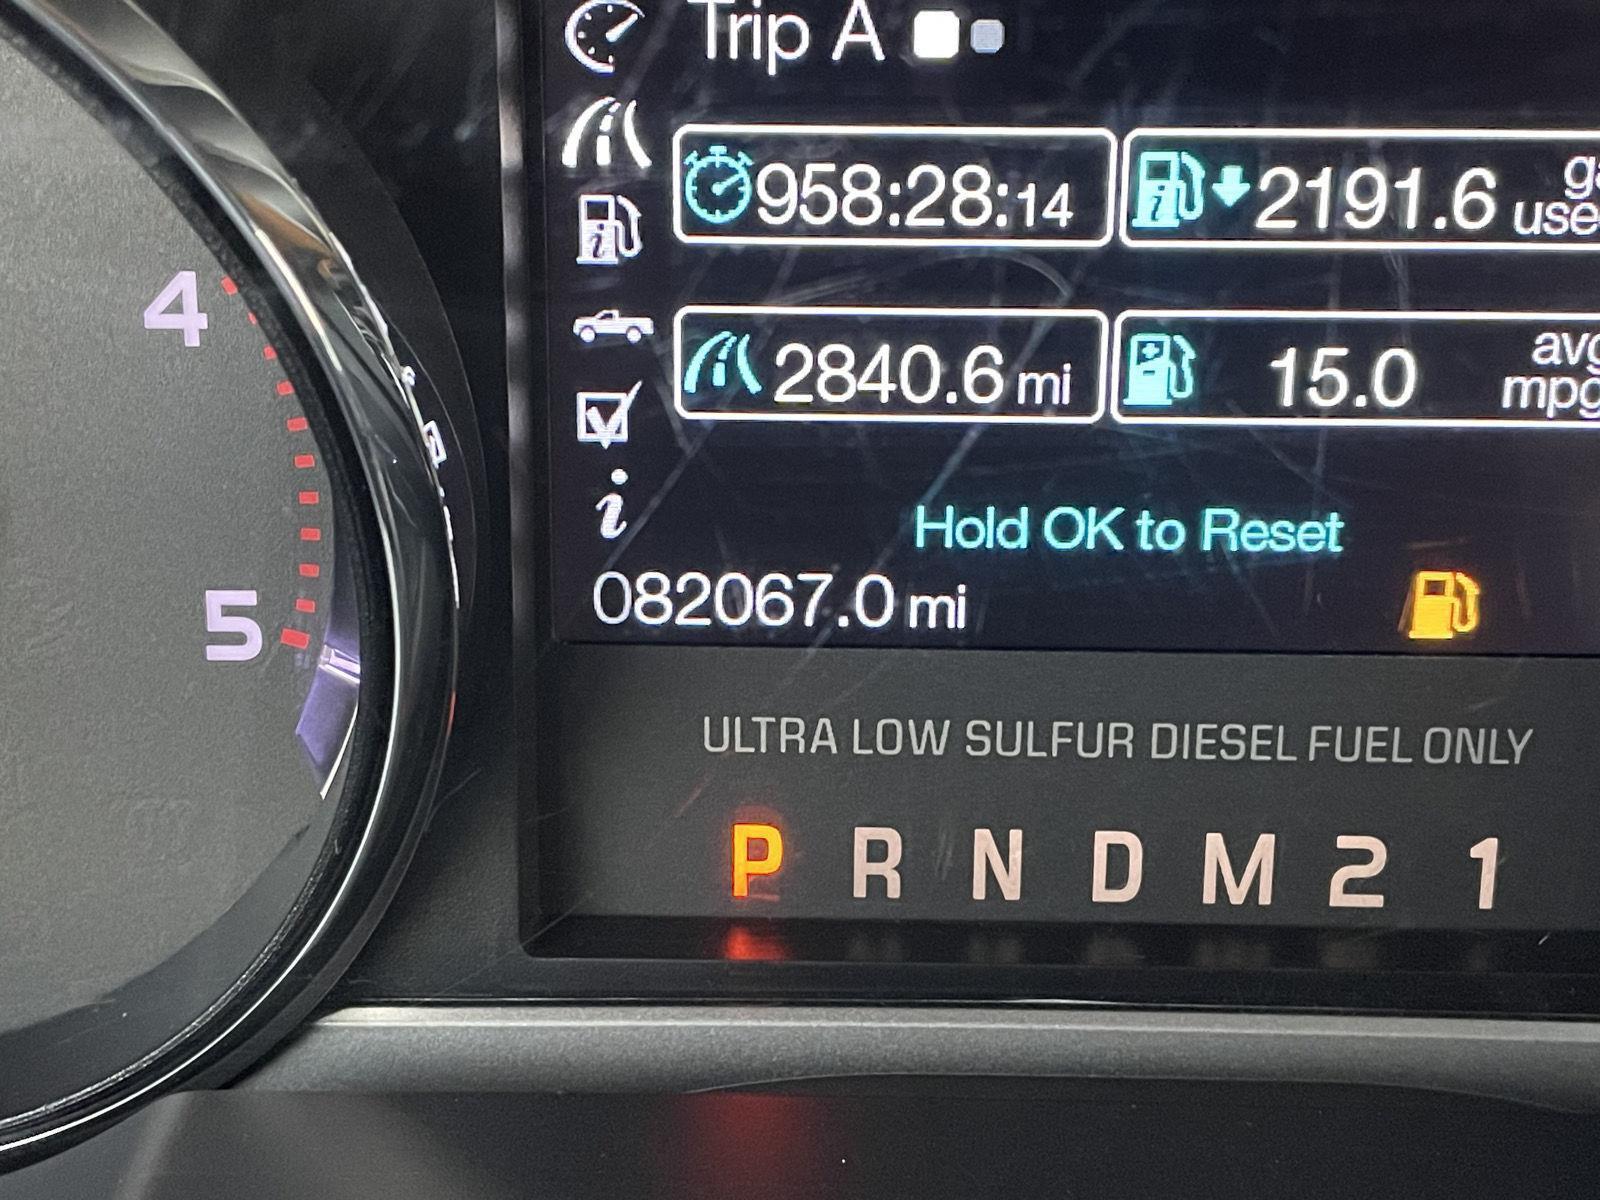 Trip A
958:28:14
2191.6
2840.6 mi
15.0
mpg
Hold OK to Reset
082067.0 mi
ULTRA LOW SULFUR DIESEL FUEL ONLY
P R N D M 2 1
4
5